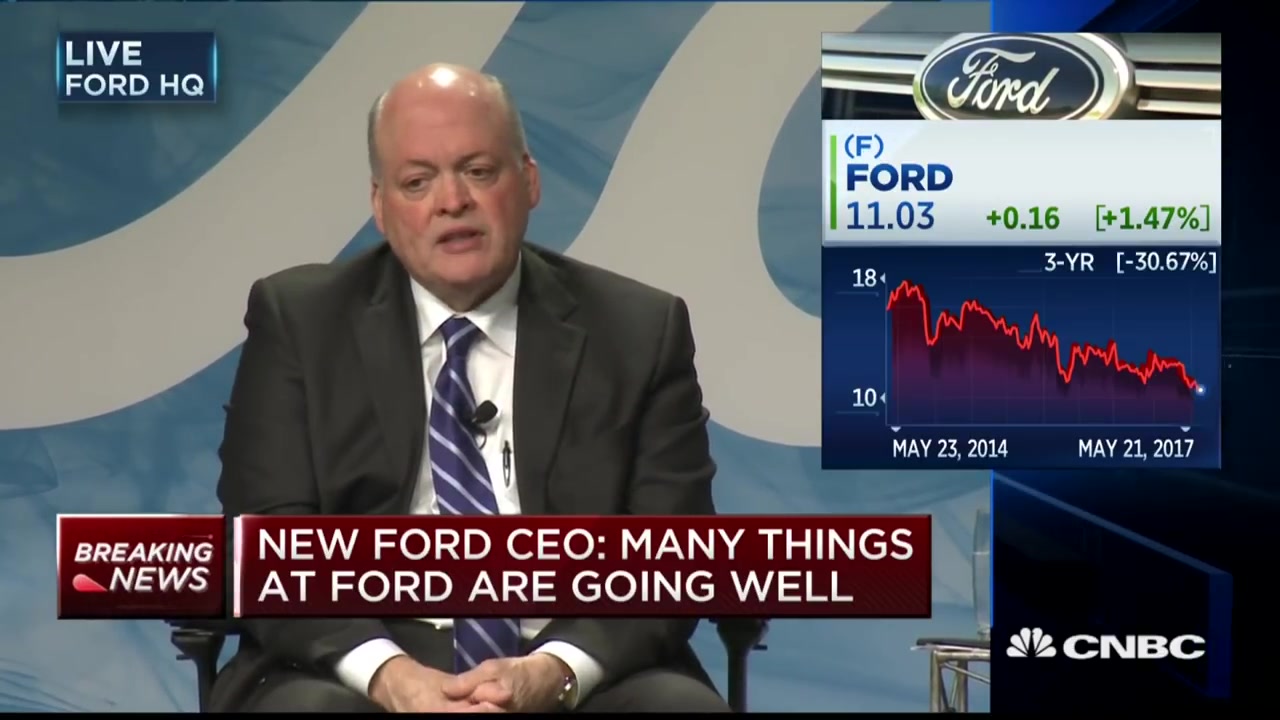 LIVE
FORD HQ
Ford
(F)
FORD
11.03 +0.16 [+1.47%]
3-YR [-30.67%]
18
10
MAY 23, 2014 MAY 21, 2017
BREAKING
NEWS
NEW FORD CEO: MANY THINGS
AT FORD ARE GOING WELL
CNBC